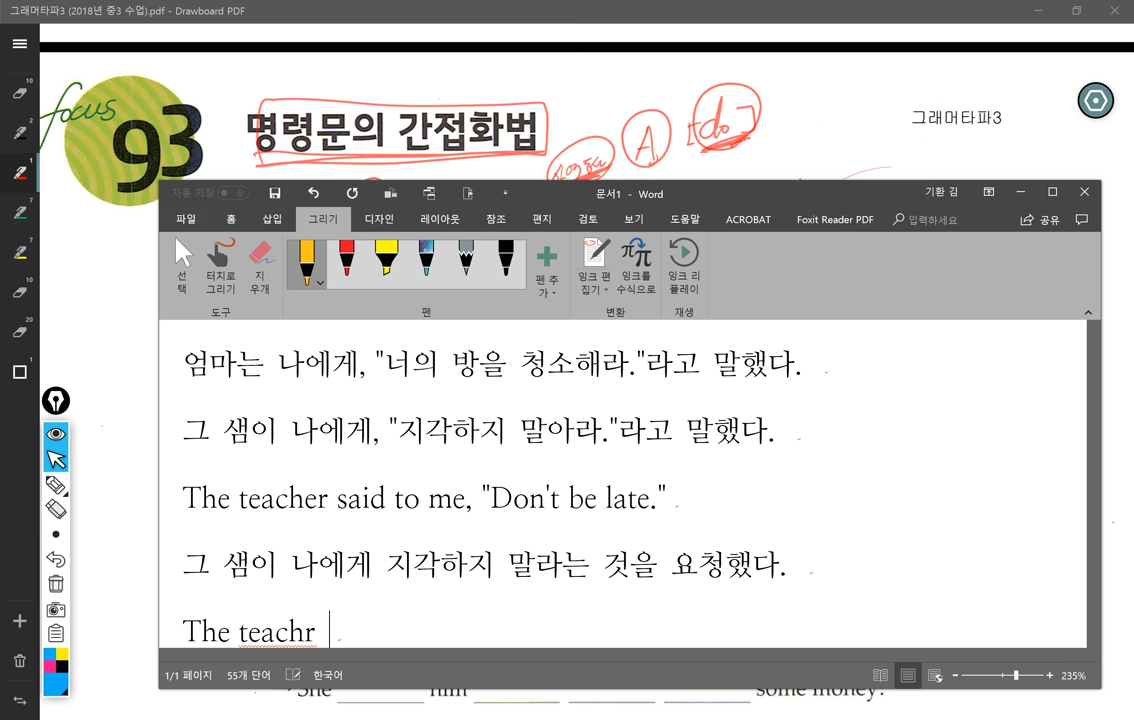 그래머타파3 (2018년 중3 수업).pdf - Drawboard PDF
focus
93
명령문의 간접화법
A
[do]
그래머타파3
10
2
1
7
7
10
20
1
자동 저장
문서1 - Word
기환 김
파일 홈 삽입 그리기 디자인 레이아웃 참조 편지 검토 보기 도움말 ACROBAT Foxit Reader PDF 입력하세요 공유
선택
터치로 그리기
지우개
펜 추가
잉크 편집기
잉크를 수식으로
잉크 리플레이
도구 펜 변환 재생
엄마는 나에게, "너의 방을 청소해라."라고 말했다.
그 샘이 나에게, "지각하지 말아라."라고 말했다.
The teacher said to me, "Don't be late."
그 샘이 나에게 지각하지 말라는 것을 요청했다.
The teachr
1/1 페이지 55개 단어 한국어 235%
She him some money?